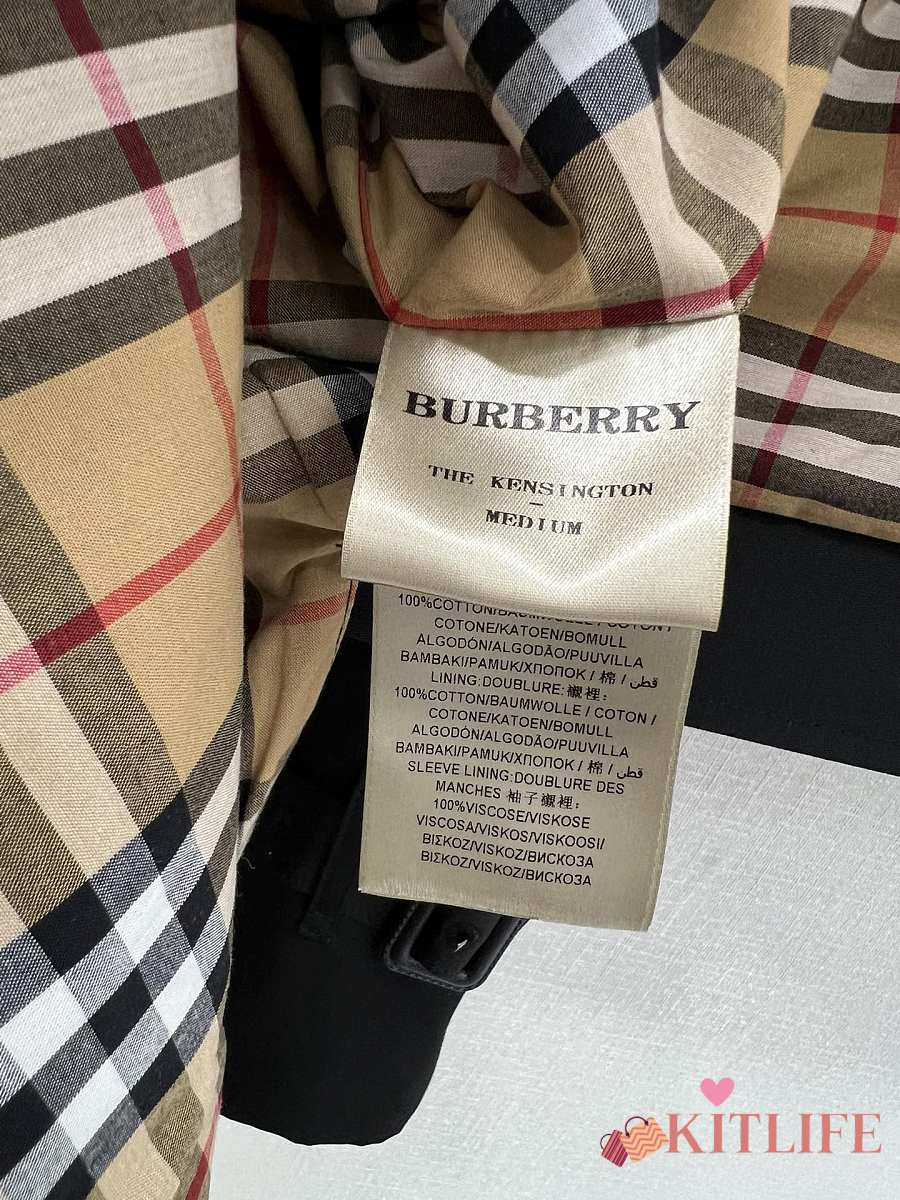 BURBERRY
THE KENSINGTON
–
MEDIUM
100%COTTON/
COTONE/KATOEN/BOMULL
ALGODÓN/ALGODÃO/PUUVILLA
BAMBAKI/PAMUK/ХЛОПОК / 棉 / قطن
LINING:DOUBLURE:襯裡:
100%COTTON/BAUMWOLLE / COTON /
COTONE/KATOEN/BOMULL
ALGODÓN/ALGODÃO/PUUVILLA
BAMBAKI/PAMUK/ХЛОПОК / 棉 / قطن
SLEEVE LINING:DOUBLURE DES
MANCHES 袖子襯裡:
100%VISCOSE/VISKOSE
VISCOSA/VISKOS/VISKOOSI/
ΒΙΣΚΟΖ/VISKOZ/ВИСКОЗА
ΒΙΣΚΟΖ/VISKOZ/ВИСКОЗА
KITLIFE